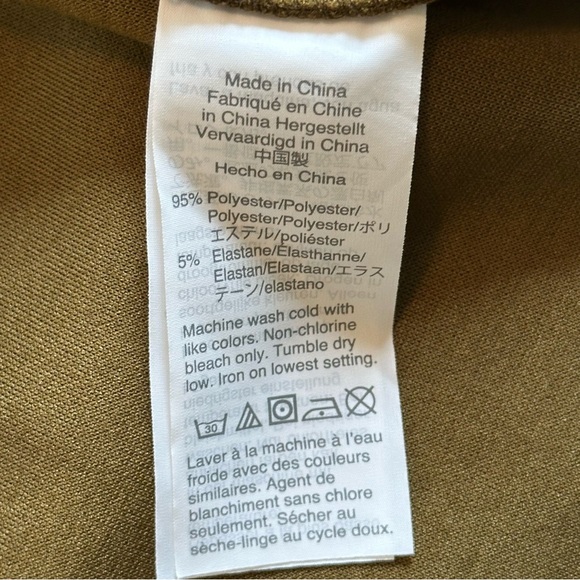 Made in China
Fabriqué en Chine
in China Hergestellt
Vervaardigd in China
中国製
Hecho en China
95% Polyester/Polyester/
Polyester/Polyester/ポリ
エステル/poliéster
5% Elastane/Elasthanne/
Elastan/Elastaan/エラス
テーン/elastano
Machine wash cold with
like colors. Non-chlorine
bleach only. Tumble dry
low. Iron on lowest setting.
30
Laver à la machine à l'eau
froide avec des couleurs
similaires. Agent de
blanchiment sans chlore
seulement. Sécher au
sèche-linge au cycle doux.